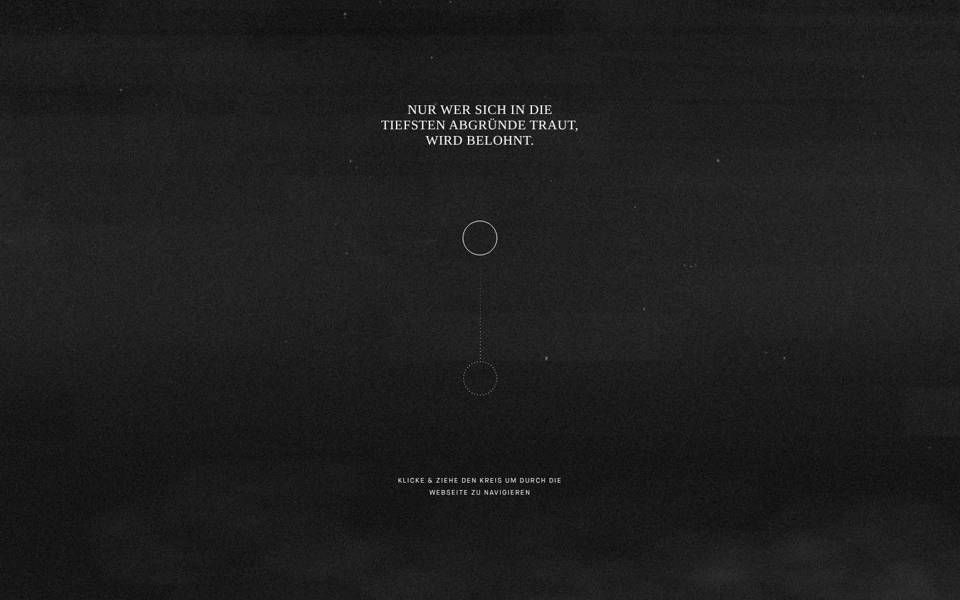 NUR WER SICH IN DIE
TIEFSTEN ABGRÜNDE TRAUT,
WIRD BELOHNT.
KLICKE & ZIEHE DEN KREIS UM DURCH DIE
WEBSEITE ZU NAVIGIEREN